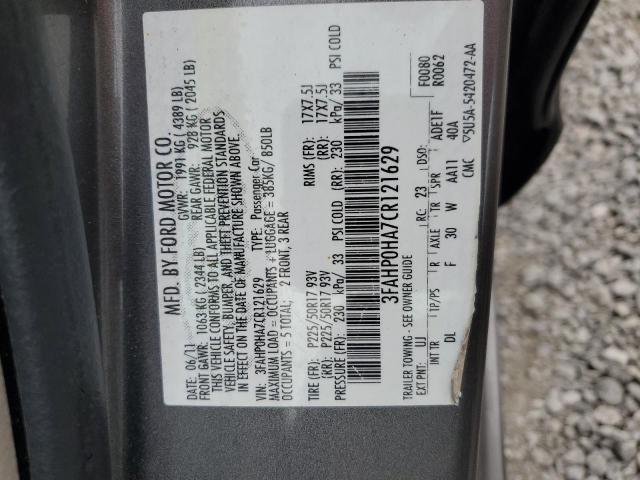 MFD. BY FORD MOTOR CO.
DATE: 06/11 GVWR: 1991 KG ( 4389 LB)
FRONT GAWR: 1063 KG ( 2344 LB) REAR GAWR: 928 KG ( 2045 LB)
THIS VEHICLE CONFORMS TO ALL APPLICABLE FEDERAL MOTOR
VEHICLE SAFETY, BUMPER, AND THEFT PREVENTION STANDARDS
IN EFFECT ON THE DATE OF MANUFACTURE SHOWN ABOVE.
VIN: 3FAHP0HA7CR121629 TYPE: Passenger Car
MAXIMUM LOAD = OCCUPANTS + LUGGAGE = 385KG/ 850LB
OCCUPANTS = 5 TOTAL: 2 FRONT, 3 REAR
TIRE (FR): P225/50R17 93V RIMS (FR): 17X7.5J
(RR): P225/50R17 93V (RR): 17X7.5J
PRESSURE (FR): 230 kPa/ 33 PSI COLD (RR): 230 kPa/ 33 PSI COLD
3FAHP0HA7CR121629
TRAILER TOWING - SEE OWNER GUIDE
F0080
R0062
EXT PNT: UJ RC: 23 DSO:
INT TR TP/PS R AXLE TR SPR ADE1F
DL F 30 W AA11 40A
CMC ▽5U5A-5420472-AA